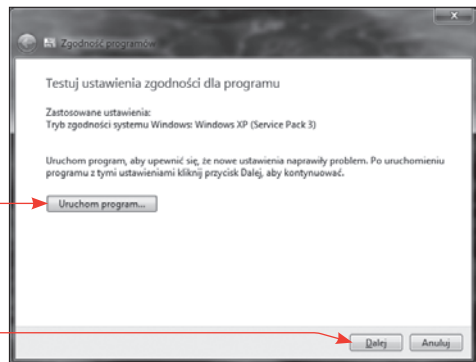 Zgodność programów
Testuj ustawienia zgodności dla programu
Zastosowane ustawienia:
Tryb zgodności systemu Windows: Windows XP (Service Pack 3)
Uruchom program, aby upewnić się, że nowe ustawienia naprawiły problem. Po uruchomieniu
programu z tymi ustawieniami kliknij przycisk Dalej, aby kontynuować.
Uruchom program...
Dalej
Anuluj